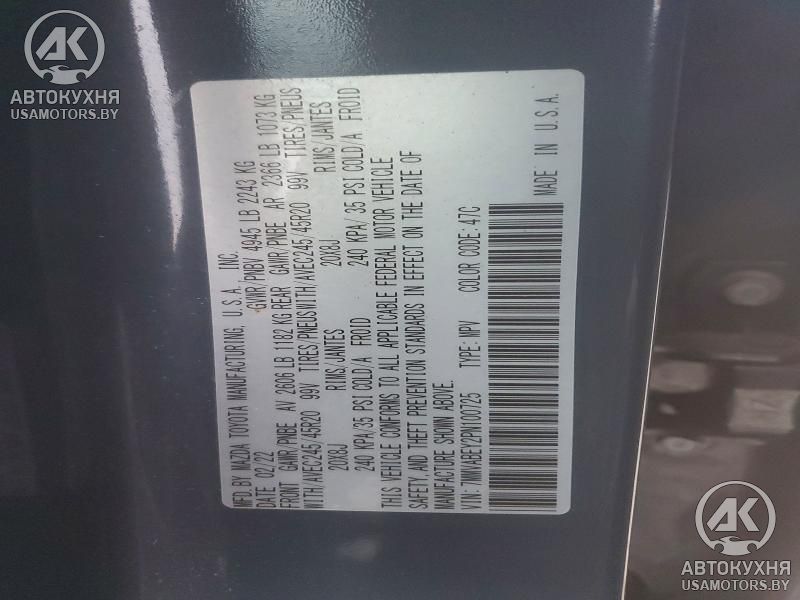 AK
АВТОКУХНЯ
USAMOTORS.BY
MFD.BY MAZDA TOYOTA MANUFACTURING, U.S.A. INC.
DATE 02/22 GVWR/PNBV 4945 LB 2243 KG
FRONT GAWR/PNBE AV 2606 LB 1182 KG REAR GAWR/PNBE AR 2366 LB 1073 KG
WITH/AVEC245/45R20 99V TIRES/PNEUSWITH/AVEC245/45R20 99V TIRES/PNEUS
20X8J RIMS/JANTES 20X8J RIMS/JANTES
240 KPA/35 PSI COLD/A FROID 240 KPA/ 35 PSI COLD/A FROID
THIS VEHICLE CONFORMS TO ALL APPLICABLE FEDERAL MOTOR VEHICLE
SAFETY, AND THEFT PREVENTION STANDARDS IN EFFECT ON THE DATE OF
MANUFACTURE SHOWN ABOVE.
VIN: 7MMVABEY2PN100725 TYPE: MPV COLOR CODE: 47C
MADE IN U.S.A.
AK
АВТОКУХНЯ
USAMOTORS.BY